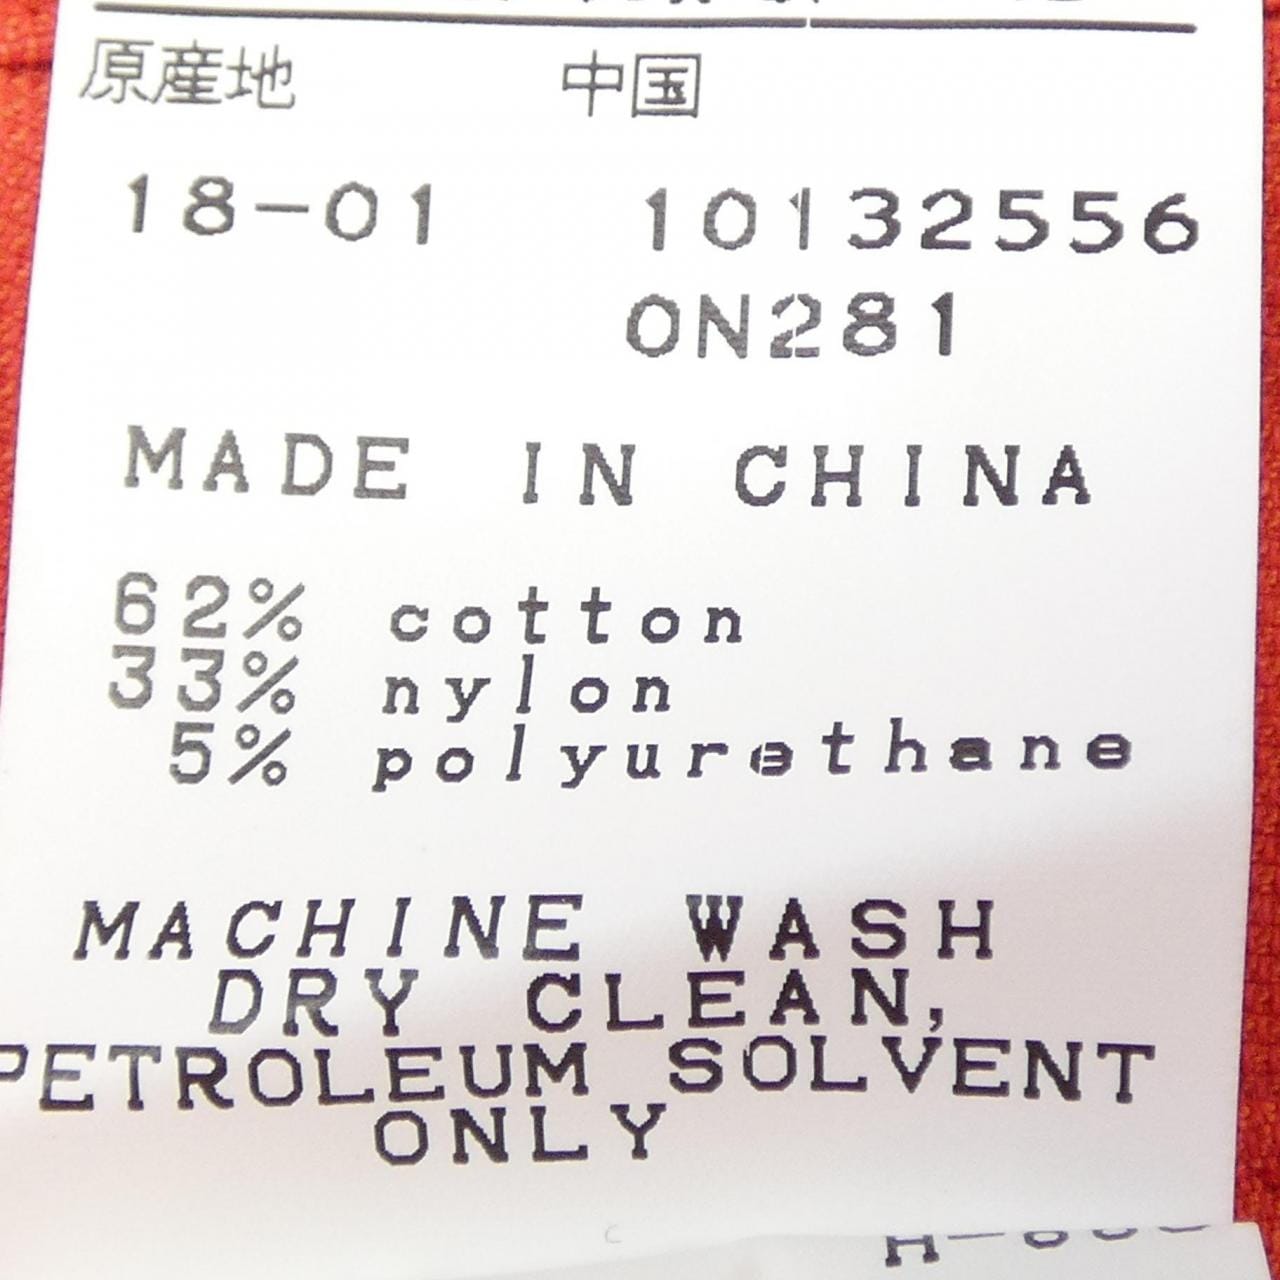 原産地 中国
18-01 10132556
0N281
MADE IN CHINA
62% cotton
33% nylon
5% polyurethane
MACHINE WASH
DRY CLEAN,
PETROLEUM SOLVENT
ONLY